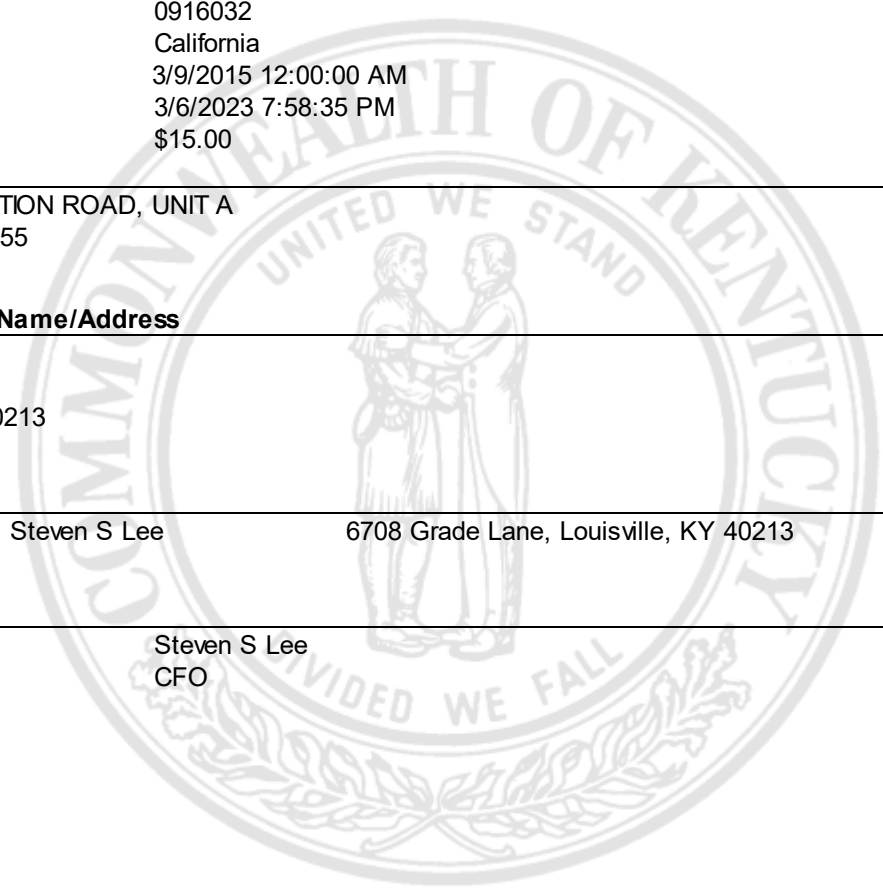 0916032
California
3/9/2015 12:00:00 AM
3/6/2023 7:58:35 PM
$15.00
TION ROAD, UNIT A
55
Name/Address
0213
Steven S Lee 6708 Grade Lane, Louisville, KY 40213
Steven S Lee
CFO
COMMONWEALTH OF KENTUCKY
UNITED WE STAND
DIVIDED WE FALL